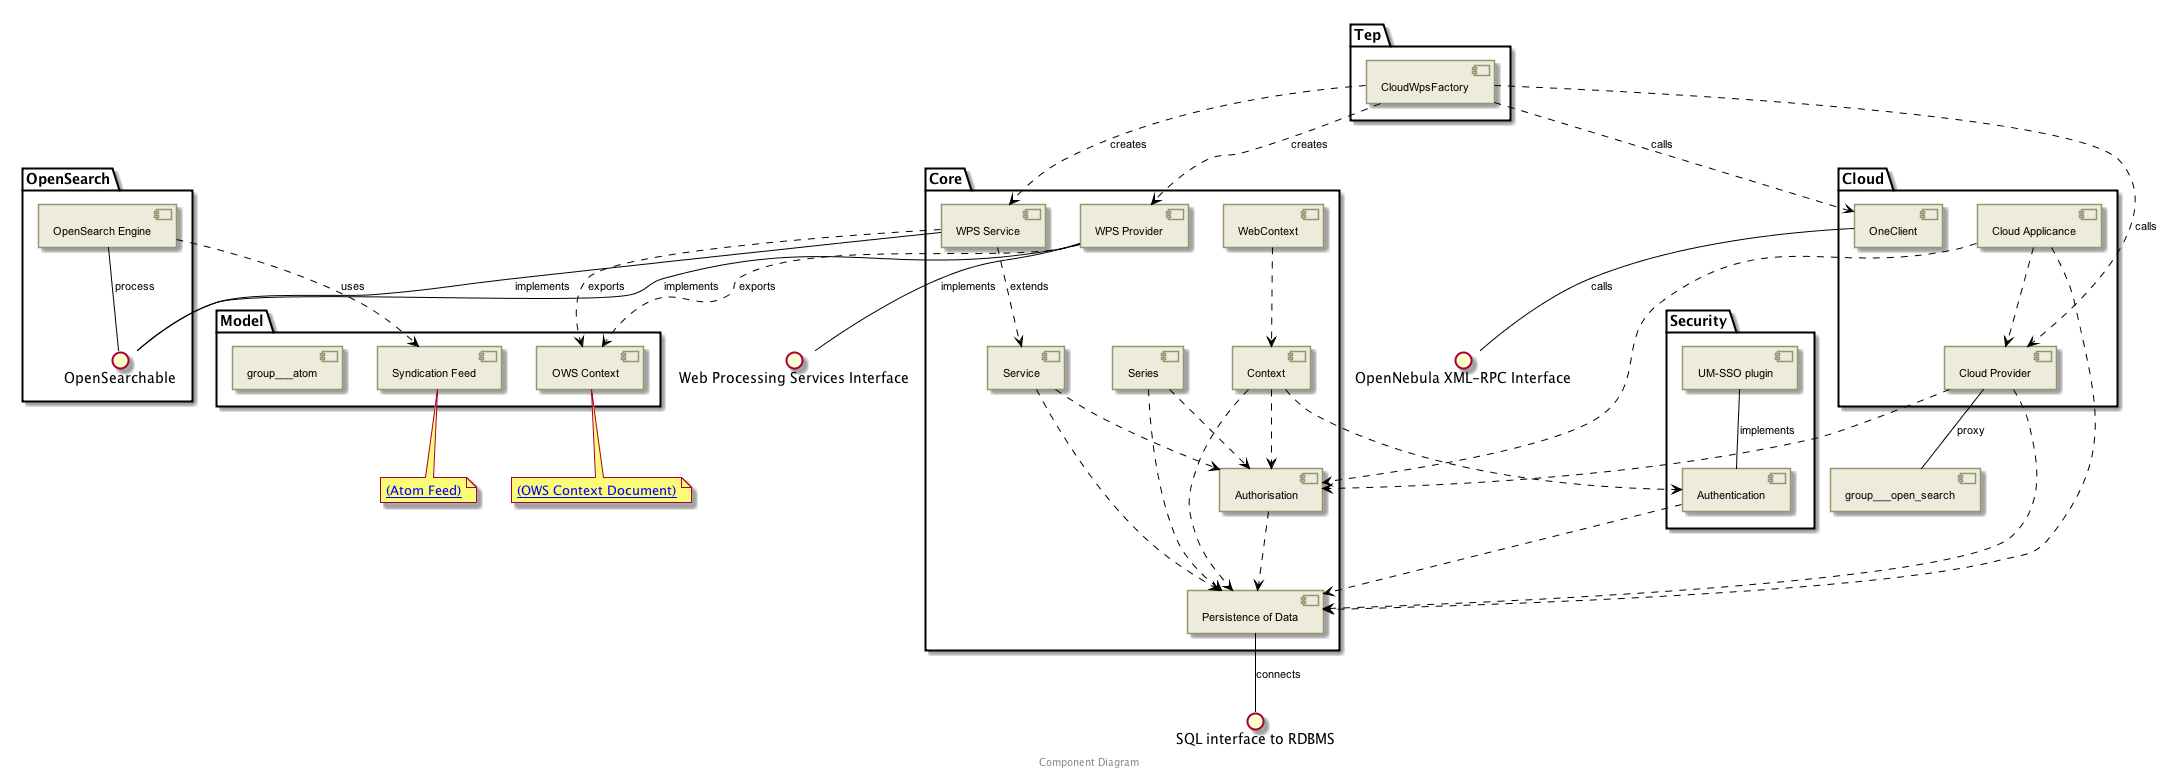 Tep
CloudWpsFactory
creates
creates
calls
calls
OpenSearch
OpenSearch Engine
process
uses
OpenSearchable
Core
WPS Service
WPS Provider
WebContext
implements
exports
implements
exports
implements
extends
Cloud
OneClient
Cloud Applicance
calls
Model
group___atom
Syndication Feed
OWS Context
Web Processing Services Interface
Service
Series
Context
OpenNebula XML-RPC Interface
Security
UM-SSO plugin
implements
Cloud Provider
proxy
(Atom Feed)
(OWS Context Document)
Authorisation
Authentication
group___open_search
Persistence of Data
connects
SQL interface to RDBMS
Component Diagram